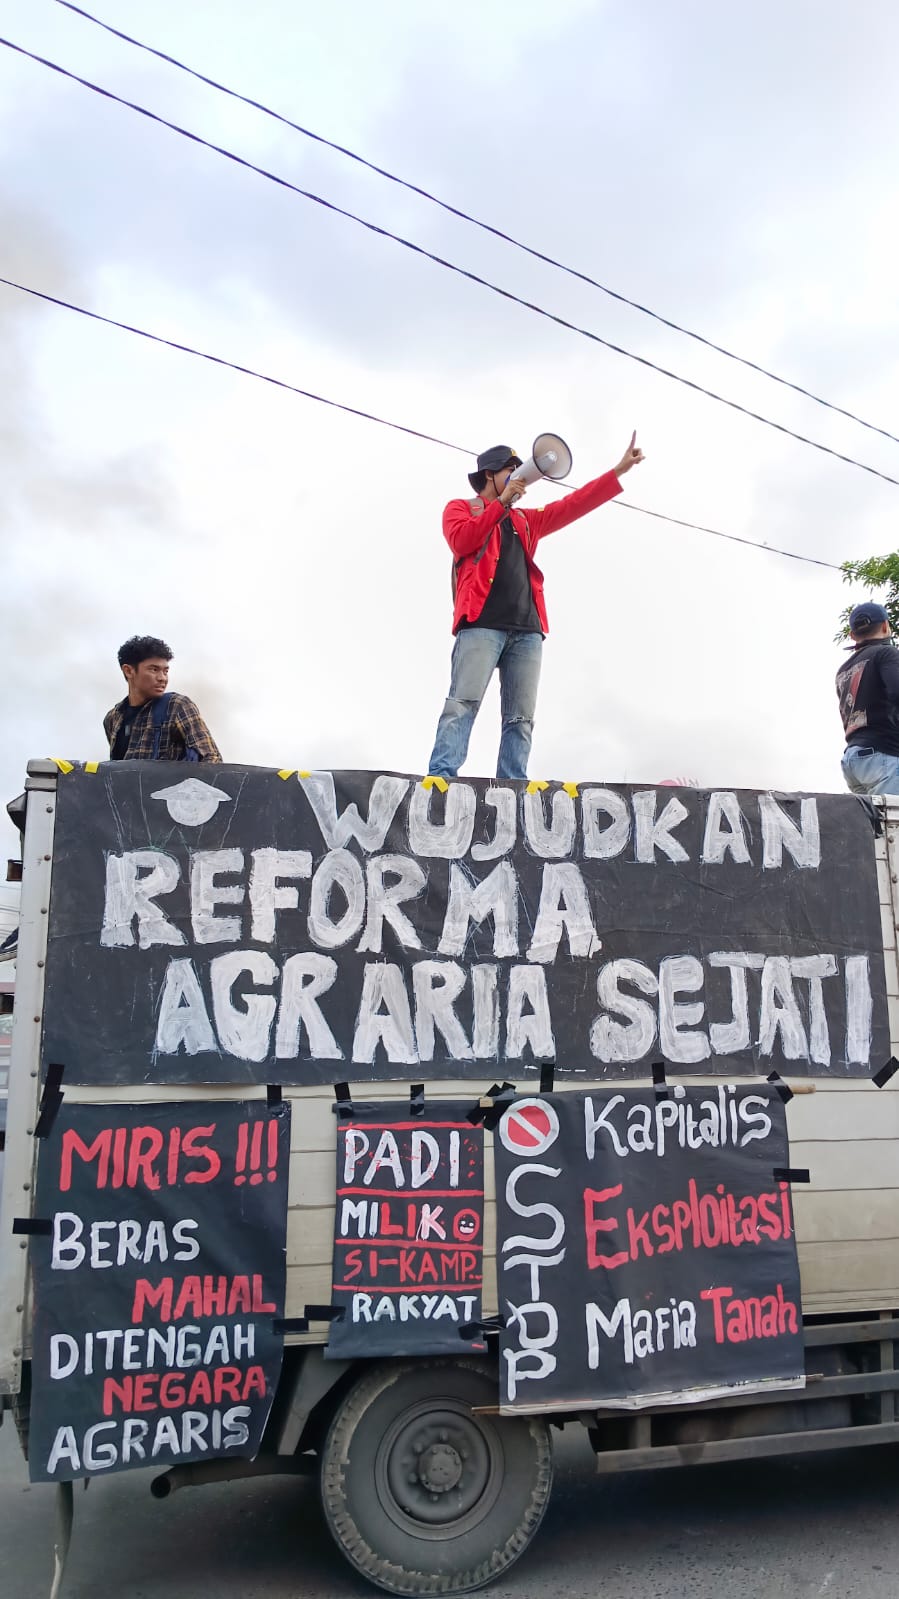 WUJUDKAN
REFORMA
AGRARIA SEJATI
MIRIS !!!
BERAS
MAHAL
DITENGAH
NEGARA
AGRARIS
PADI
MILIK
SI-KAMP..
RAKYAT
STOP
Kapitalis
Eksploitasi
Mafia Tanah